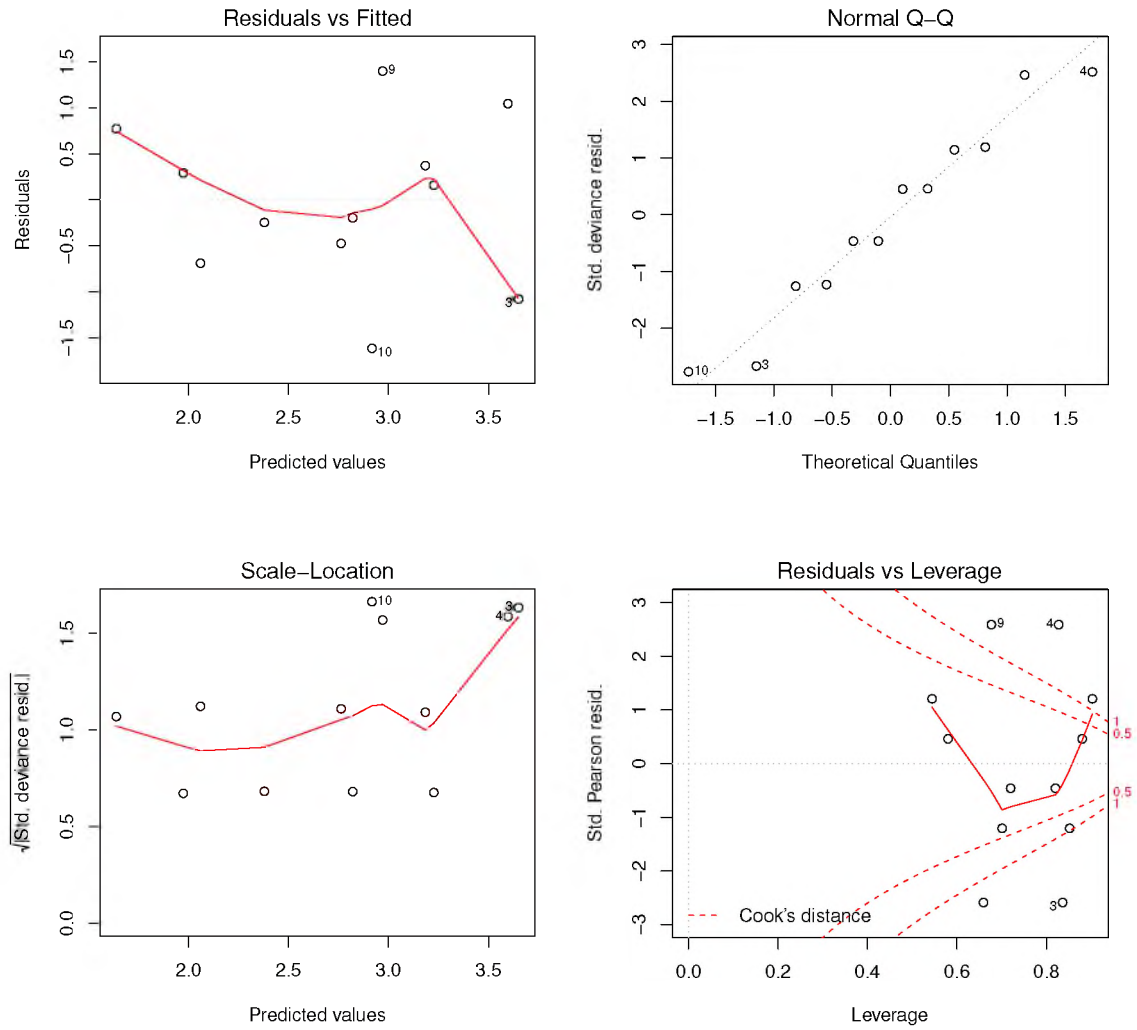 Residuals vs Fitted
Residuals
1.5
1.0
0.5
−0.5
−1.5
9
10
3
2.0 2.5 3.0 3.5
Predicted values
Normal Q−Q
Std. deviance resid.
3
2
1
0
−1
−2
4
10
3
−1.5 −1.0 −0.5 0.0 0.5 1.0 1.5
Theoretical Quantiles
Scale−Location
√|Std. deviance resid.|
1.5
1.0
0.5
0.0
10
3
4
2.0 2.5 3.0 3.5
Predicted values
Residuals vs Leverage
Std. Pearson resid.
3
2
1
0
−1
−2
−3
9
4
3
1
0.5
0.5
1
Cook's distance
0.0 0.2 0.4 0.6 0.8
Leverage